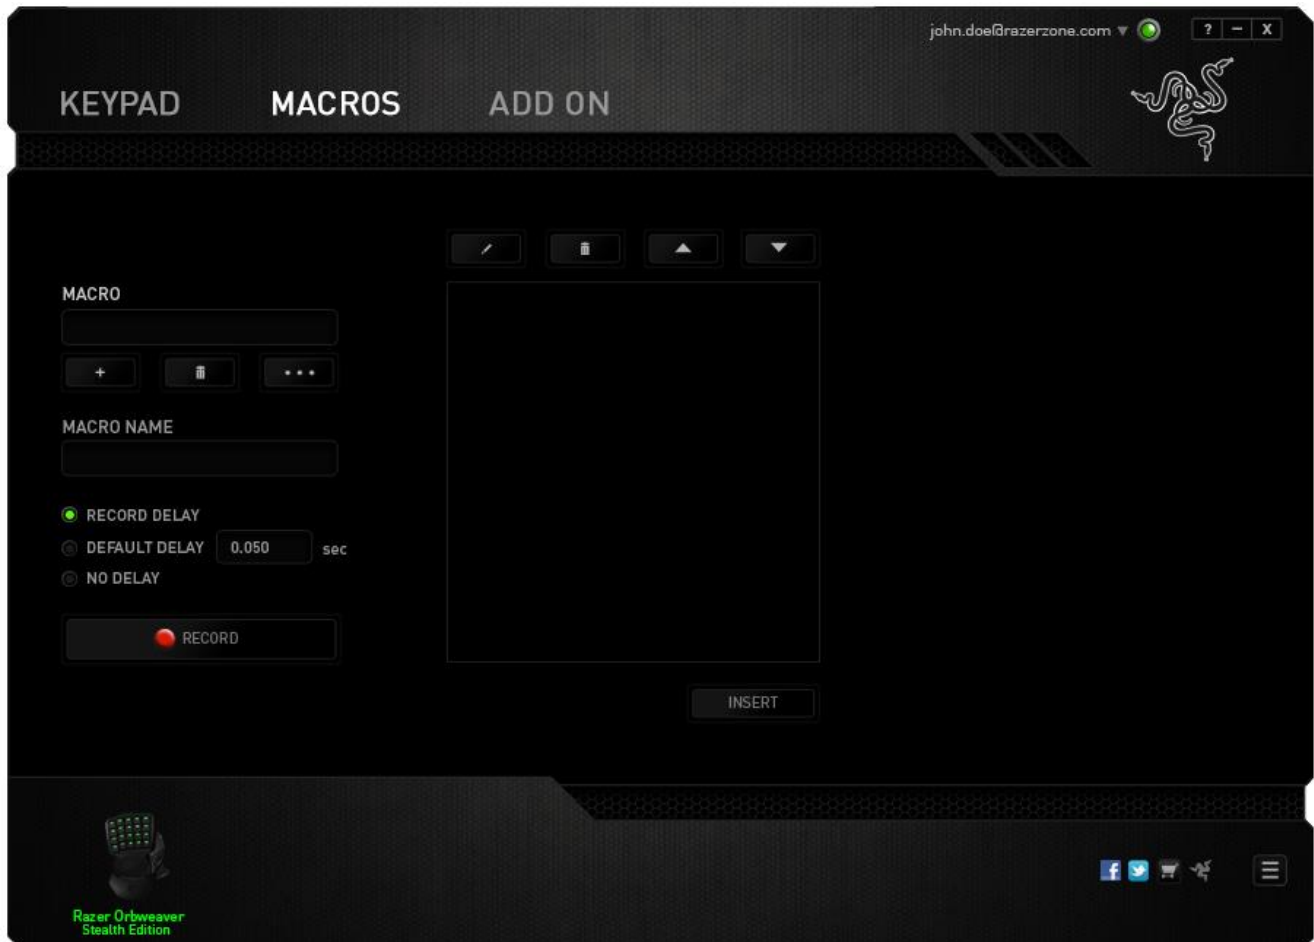 john.doe@razerzone.com
? – X
KEYPAD MACROS ADD ON
MACRO
+ •••
MACRO NAME
RECORD DELAY
DEFAULT DELAY 0.050 sec
NO DELAY
RECORD
INSERT
f
Razer Orbweaver
Stealth Edition